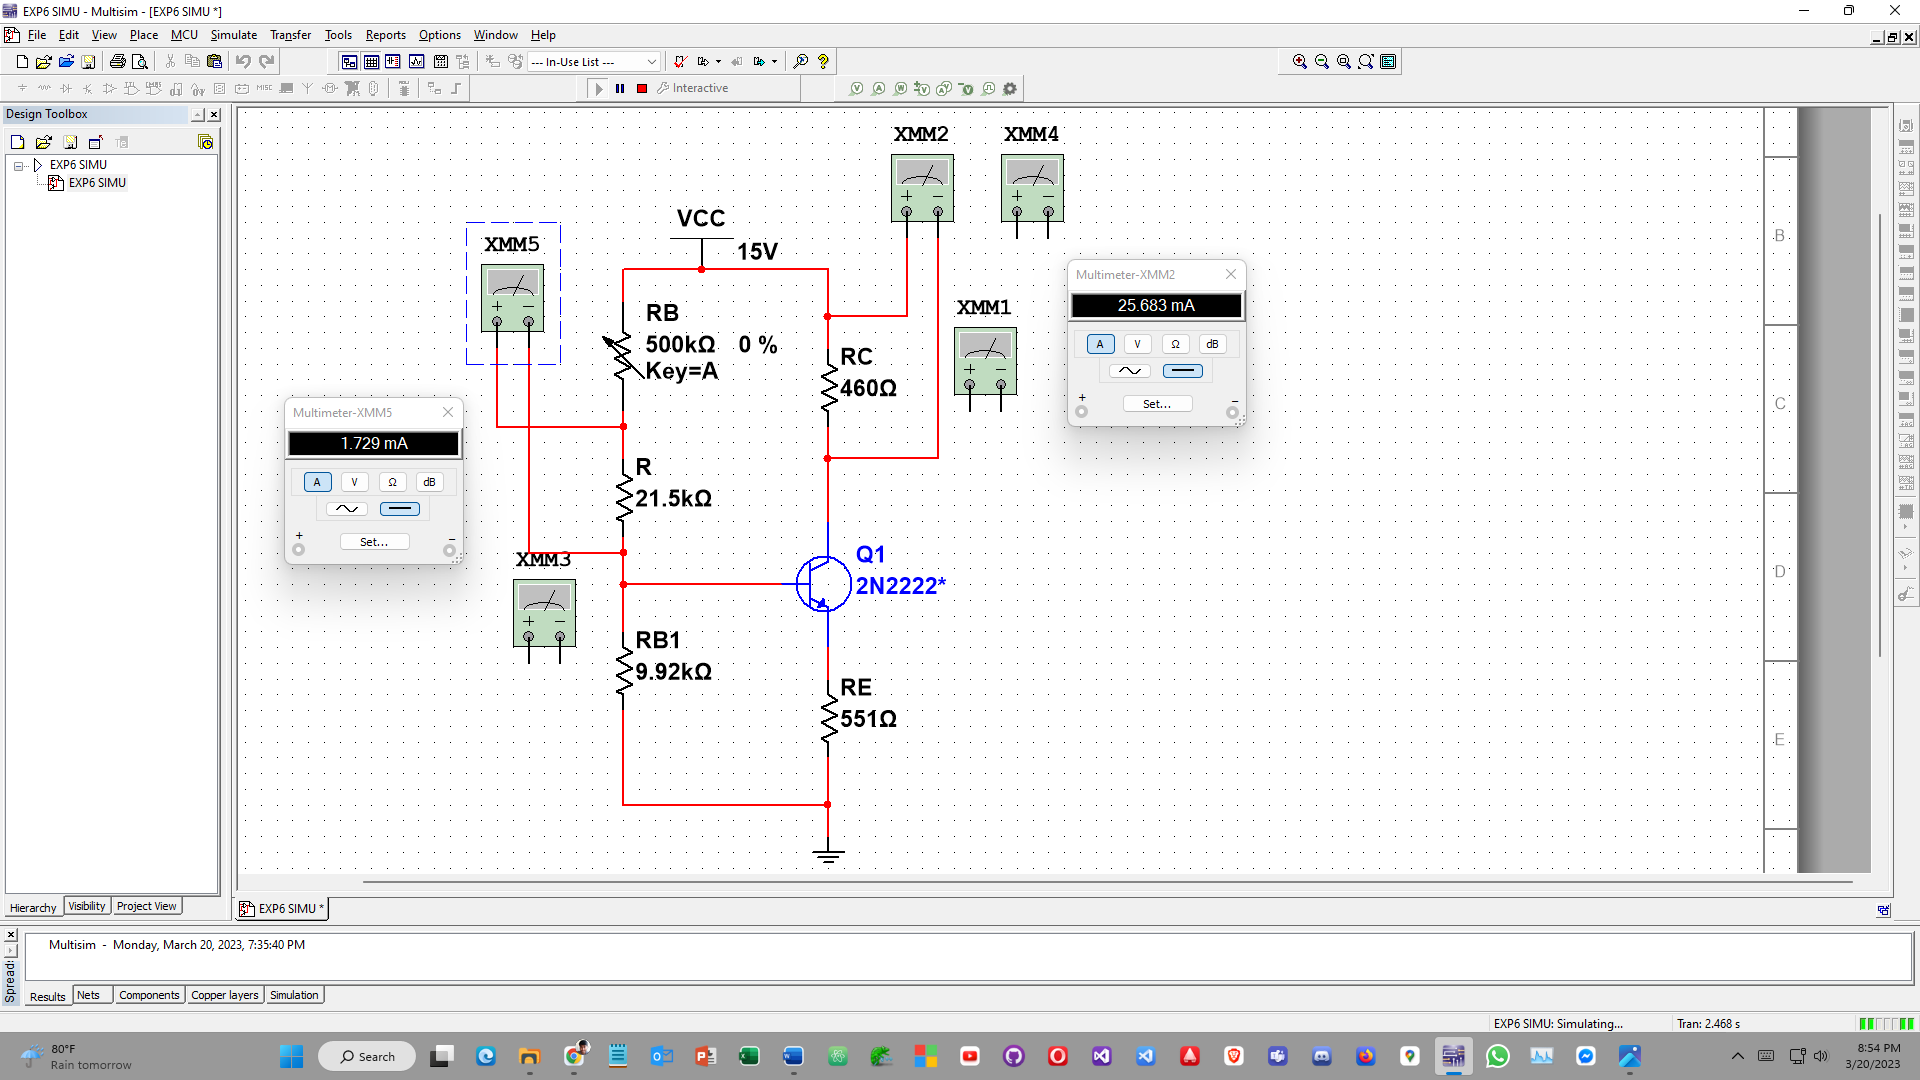 EXP6 SIMU - Multisim - [EXP6 SIMU *]
File Edit View Place MCU Simulate Transfer Tools Reports Options Window Help
--- In-Use List ---
Interactive
Design Toolbox
EXP6 SIMU
EXP6 SIMU
XMM2
XMM4
XMM5
VCC
15V
XMM1
RB
500kΩ 0 %
Key=A
RC
460Ω
Multimeter-XMM2
25.683 mA
A V Ω dB
+ −
Set...
Multimeter-XMM5
1.729 mA
A V Ω dB
+ −
Set...
R
21.5kΩ
XMM3
Q1
2N2222*
RB1
9.92kΩ
RE
551Ω
B
C
D
E
Hierarchy Visibility Project View
EXP6 SIMU *
Multisim - Monday, March 20, 2023, 7:35:40 PM
Spreads
Results Nets Components Copper layers Simulation
EXP6 SIMU: Simulating... Tran: 2.468 s
80°F
Rain tomorrow
Search
8:54 PM
3/20/2023